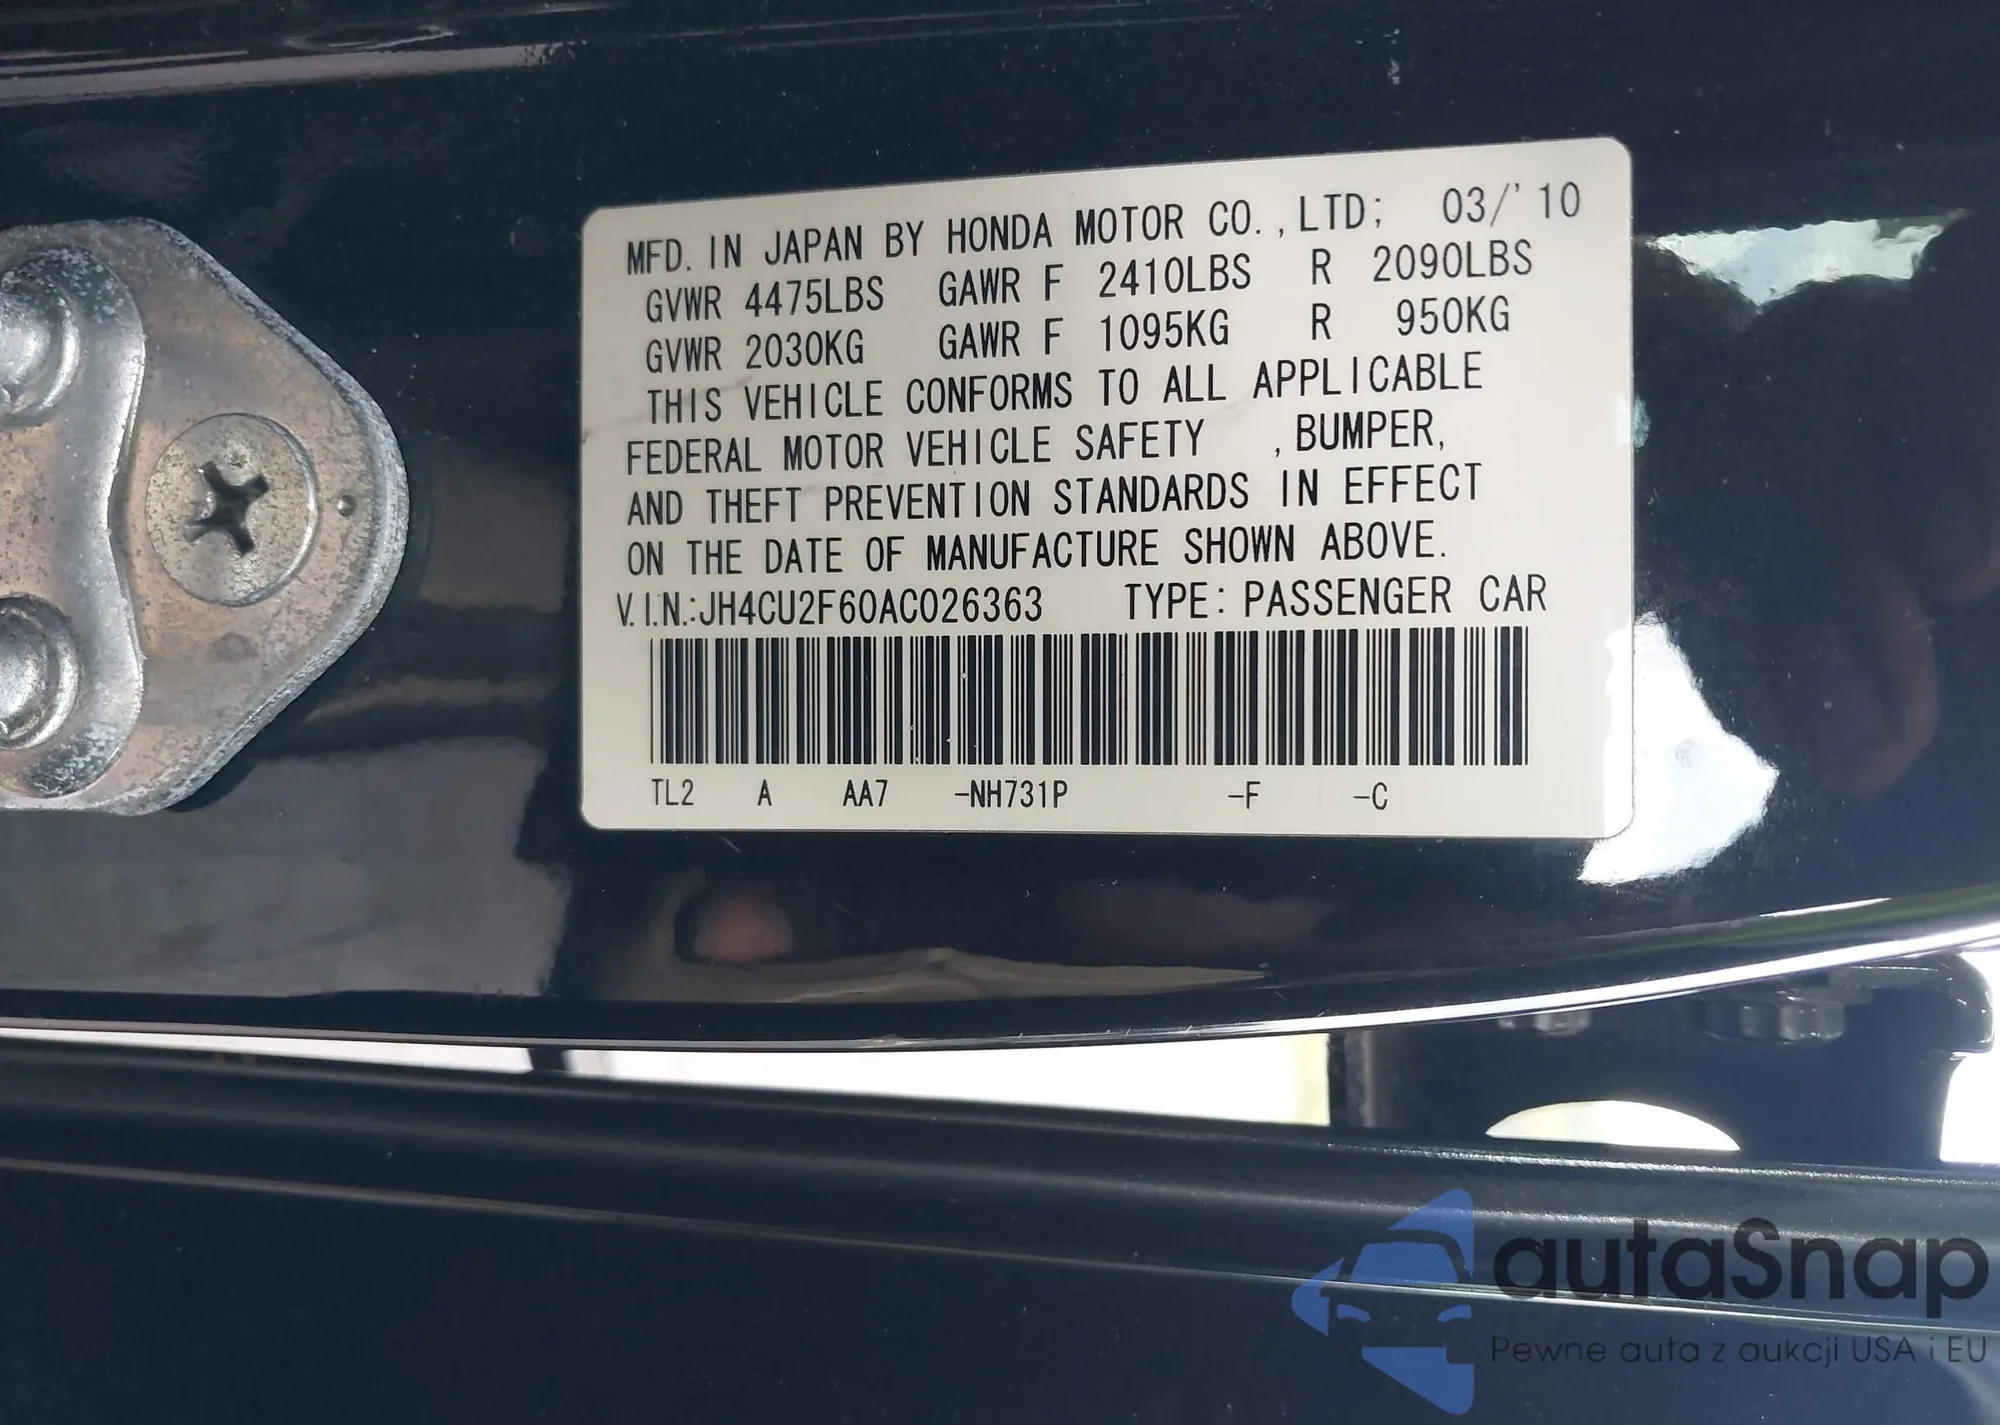 MFD. IN JAPAN BY HONDA MOTOR CO., LTD; 03/'10
GVWR 4475LBS GAWR F 2410LBS R 2090LBS
GVWR 2030KG GAWR F 1095KG R 950KG
THIS VEHICLE CONFORMS TO ALL APPLICABLE
FEDERAL MOTOR VEHICLE SAFETY , BUMPER,
AND THEFT PREVENTION STANDARDS IN EFFECT
ON THE DATE OF MANUFACTURE SHOWN ABOVE.
V.I.N.:JH4CU2F60AC026363 TYPE: PASSENGER CAR
TL2 A AA7 -NH731P -F -C
autaSnap
Pewne auta z aukcji USA i EU